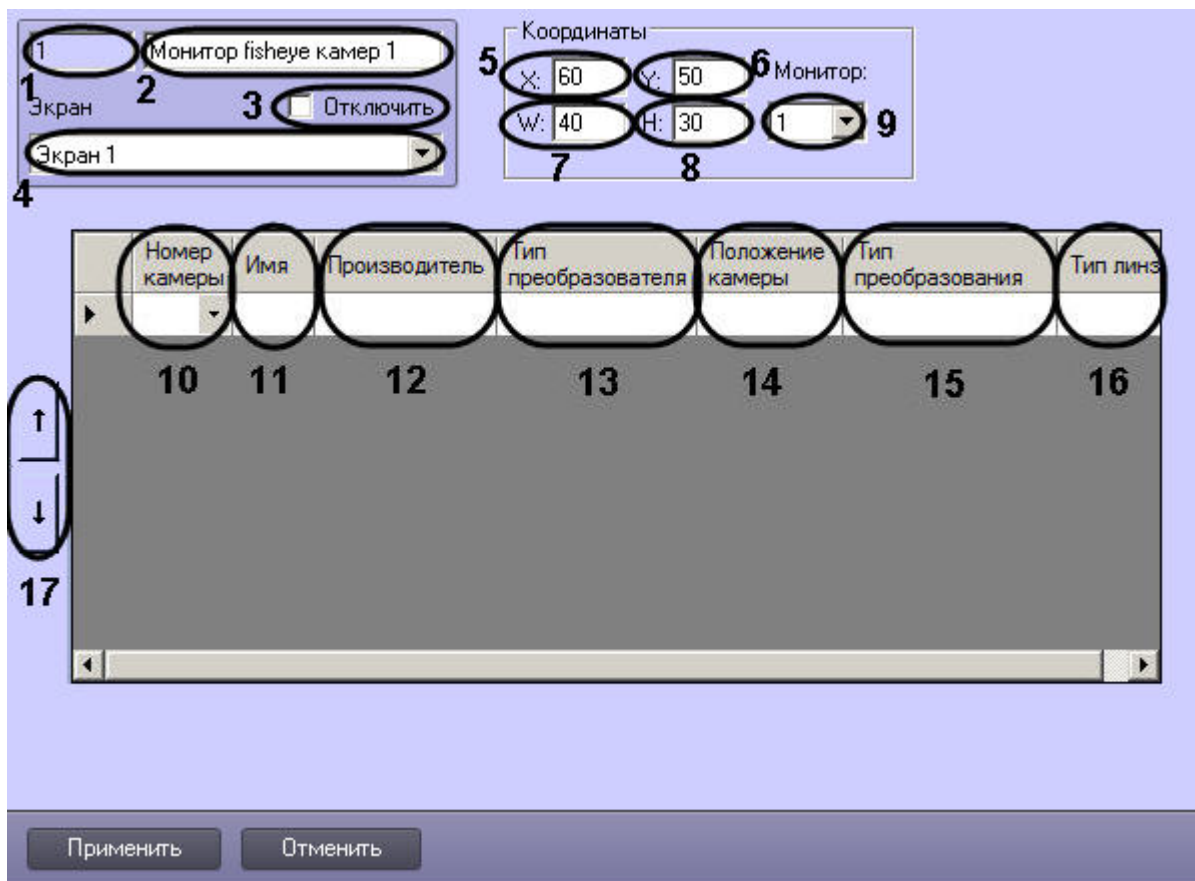 1 Монитор fisheye камер 1
1 2
Экран 3 Отключить
Экран 1
4
Координаты
5 X: 60 Y: 50 6 Монитор:
W: 40 H: 30 1 9
7 8
Номер камеры Имя Производитель Тип преобразователя Положение камеры Тип преобразования Тип линз
10 11 12 13 14 15 16
↑
↓
17
Применить Отменить